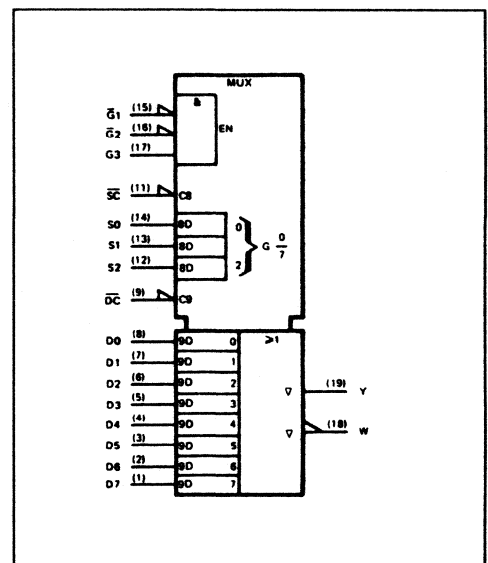 MUX
&
G̅1 (15)
G̅2 (16) EN
G3 (17)
S̅C̅ (11) C8
S0 (14) 8D 0
S1 (13) 8D G 0/7
S2 (12) 8D 2
D̅C̅ (9) C9
D0 (8) 9D 0 ≥1
D1 (7) 9D 1
D2 (6) 9D 2
D3 (5) 9D 3 ▽ (19) Y
D4 (4) 9D 4
D5 (3) 9D 5 ▽ (18) W
D6 (2) 9D 6
D7 (1) 9D 7